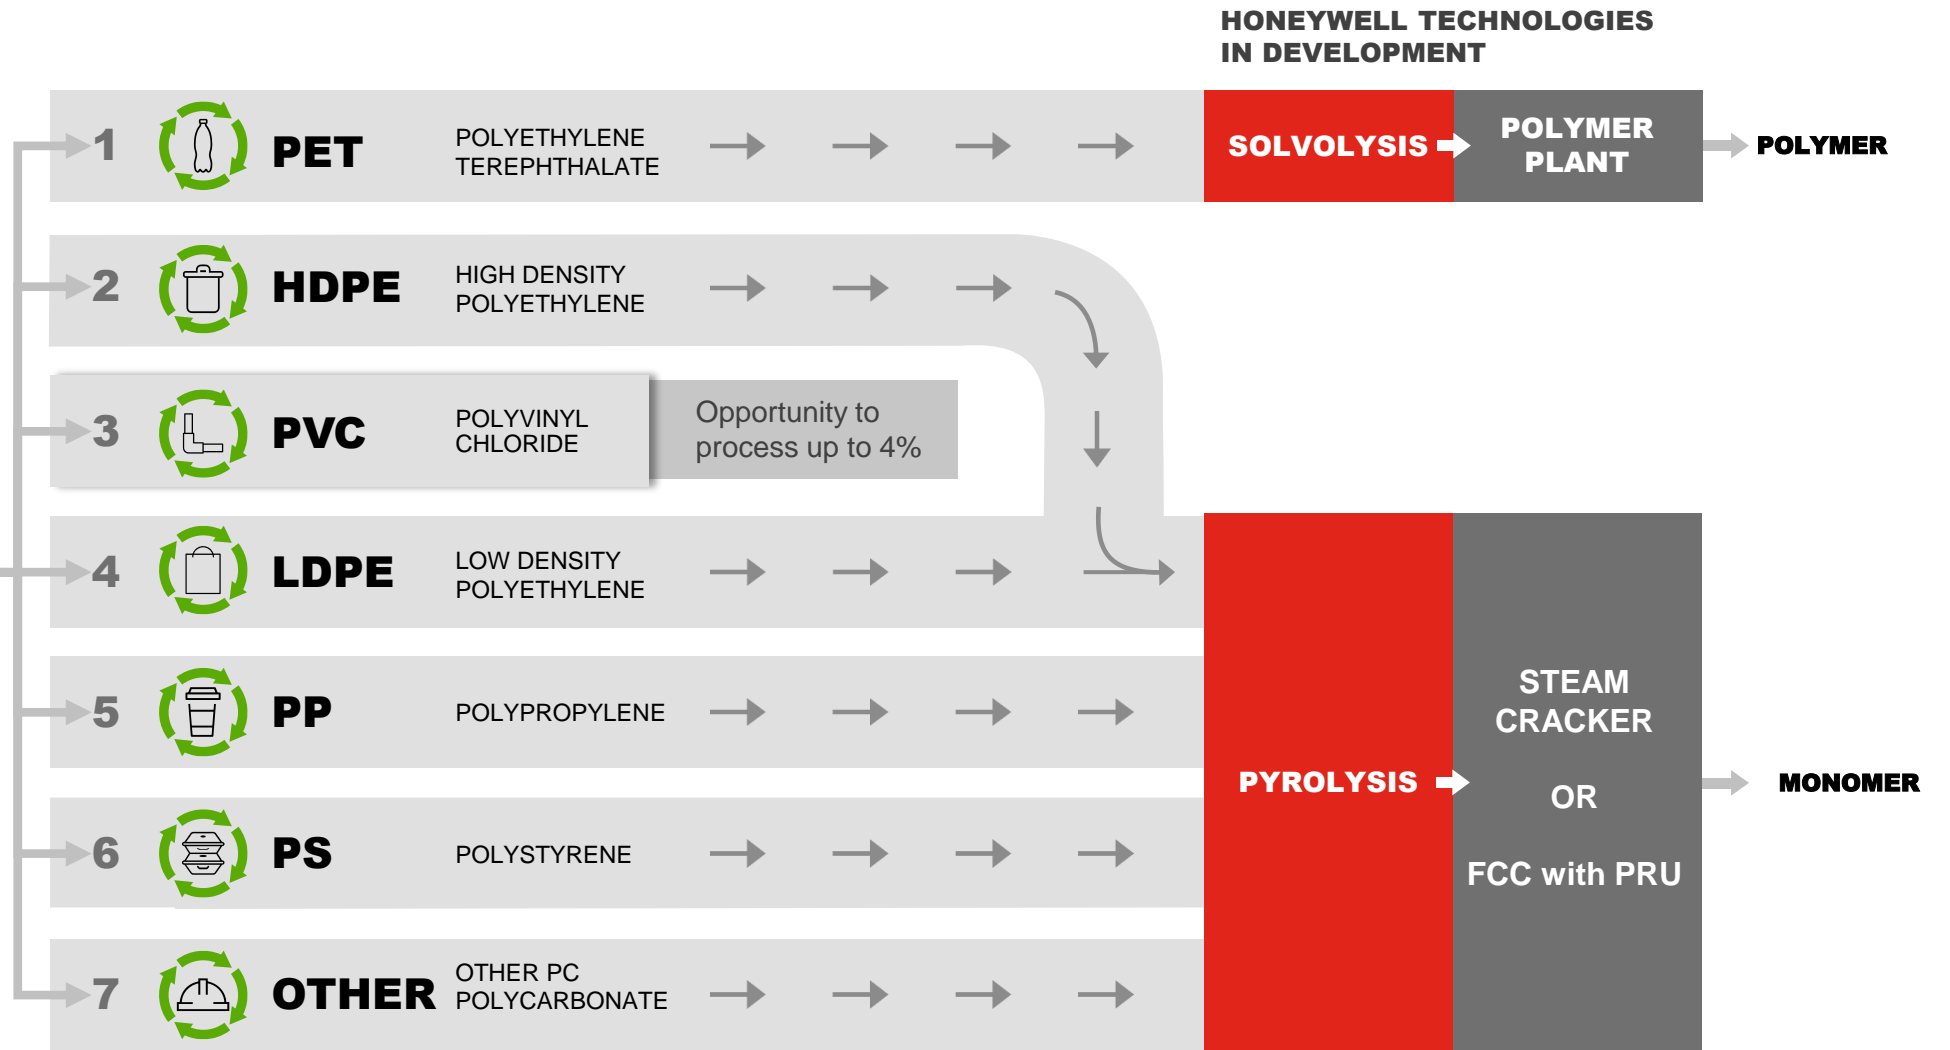 HONEYWELL TECHNOLOGIES
IN DEVELOPMENT
1
PET
POLYETHYLENE
TEREPHTHALATE
SOLVOLYSIS
POLYMER
PLANT
POLYMER
2
HDPE
HIGH DENSITY
POLYETHYLENE
3
PVC
POLYVINYL
CHLORIDE
Opportunity to
process up to 4%
4
LDPE
LOW DENSITY
POLYETHYLENE
5
PP
POLYPROPYLENE
6
PS
POLYSTYRENE
7
OTHER
OTHER PC
POLYCARBONATE
PYROLYSIS
STEAM
CRACKER
OR
FCC with PRU
MONOMER